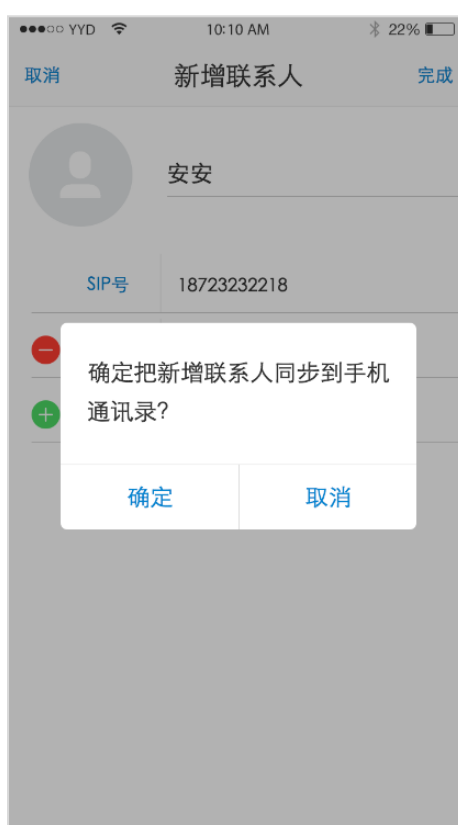 YYD 10:10 AM 22%
取消 新增联系人 完成
安安
SIP号 18723232218
确定把新增联系人同步到手机
通讯录?
确定 取消